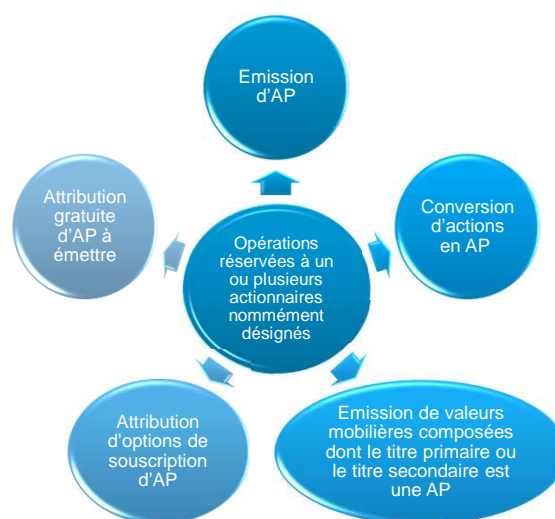 Emission
d'AP
Attribution
gratuite
d'AP à
émettre
Conversion
d'actions
en AP
Opérations
réservées à un
ou plusieurs
actionnaires
nommément
désignés
Attribution
d'options de
souscription
d'AP
Emission de valeurs
mobilières composées
dont le titre primaire ou
le titre secondaire est
une AP